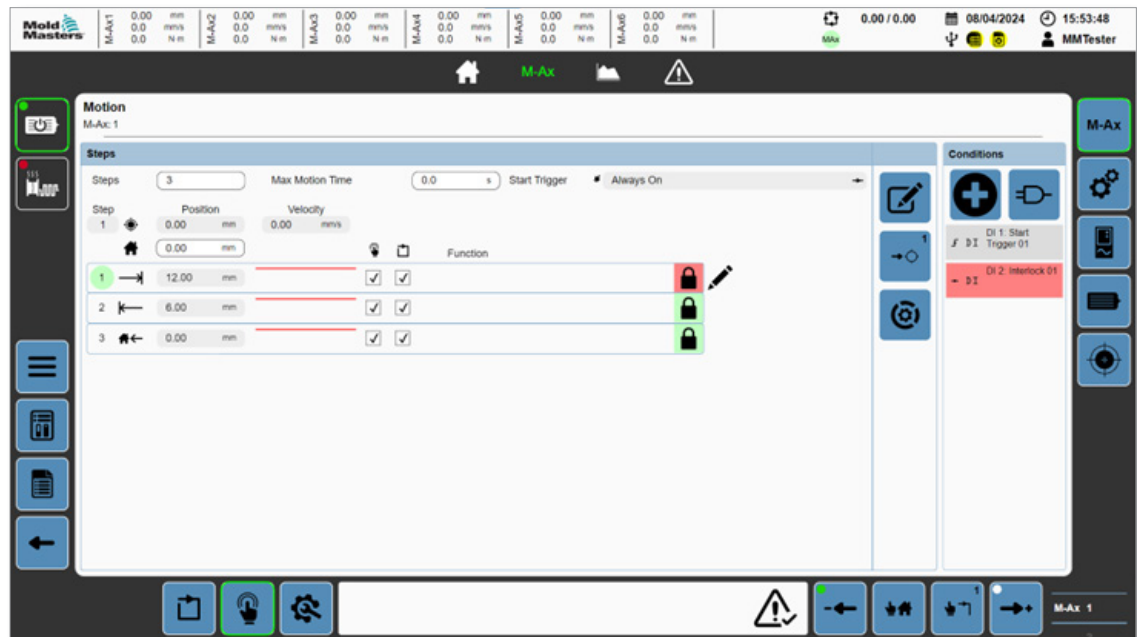 Mold Masters
M-Ax1 0.00 mm 0.0 mm/s 0.0 N·m
M-Ax2 0.00 mm 0.0 mm/s 0.0 N·m
M-Ax3 0.00 mm 0.0 mm/s 0.0 N·m
M-Ax4 0.00 mm 0.0 mm/s 0.0 N·m
M-Ax5 0.00 mm 0.0 mm/s 0.0 N·m
M-Ax6 0.00 mm 0.0 mm/s 0.0 N·m
0.00 / 0.00
MAx
08/04/2024 15:53:48
MMTester
M-Ax
Motion
M-Ax: 1
M-Ax
Steps
Conditions
Steps 3 Max Motion Time 0.0 s Start Trigger Always On
Step Position Velocity
1 0.00 mm 0.00 mm/s
0.00 mm
Function
1 12.00 mm
2 6.00 mm
3 0.00 mm
1
DI DI 1: Start Trigger 01
DI DI 2: Interlock 01
1
M-Ax 1